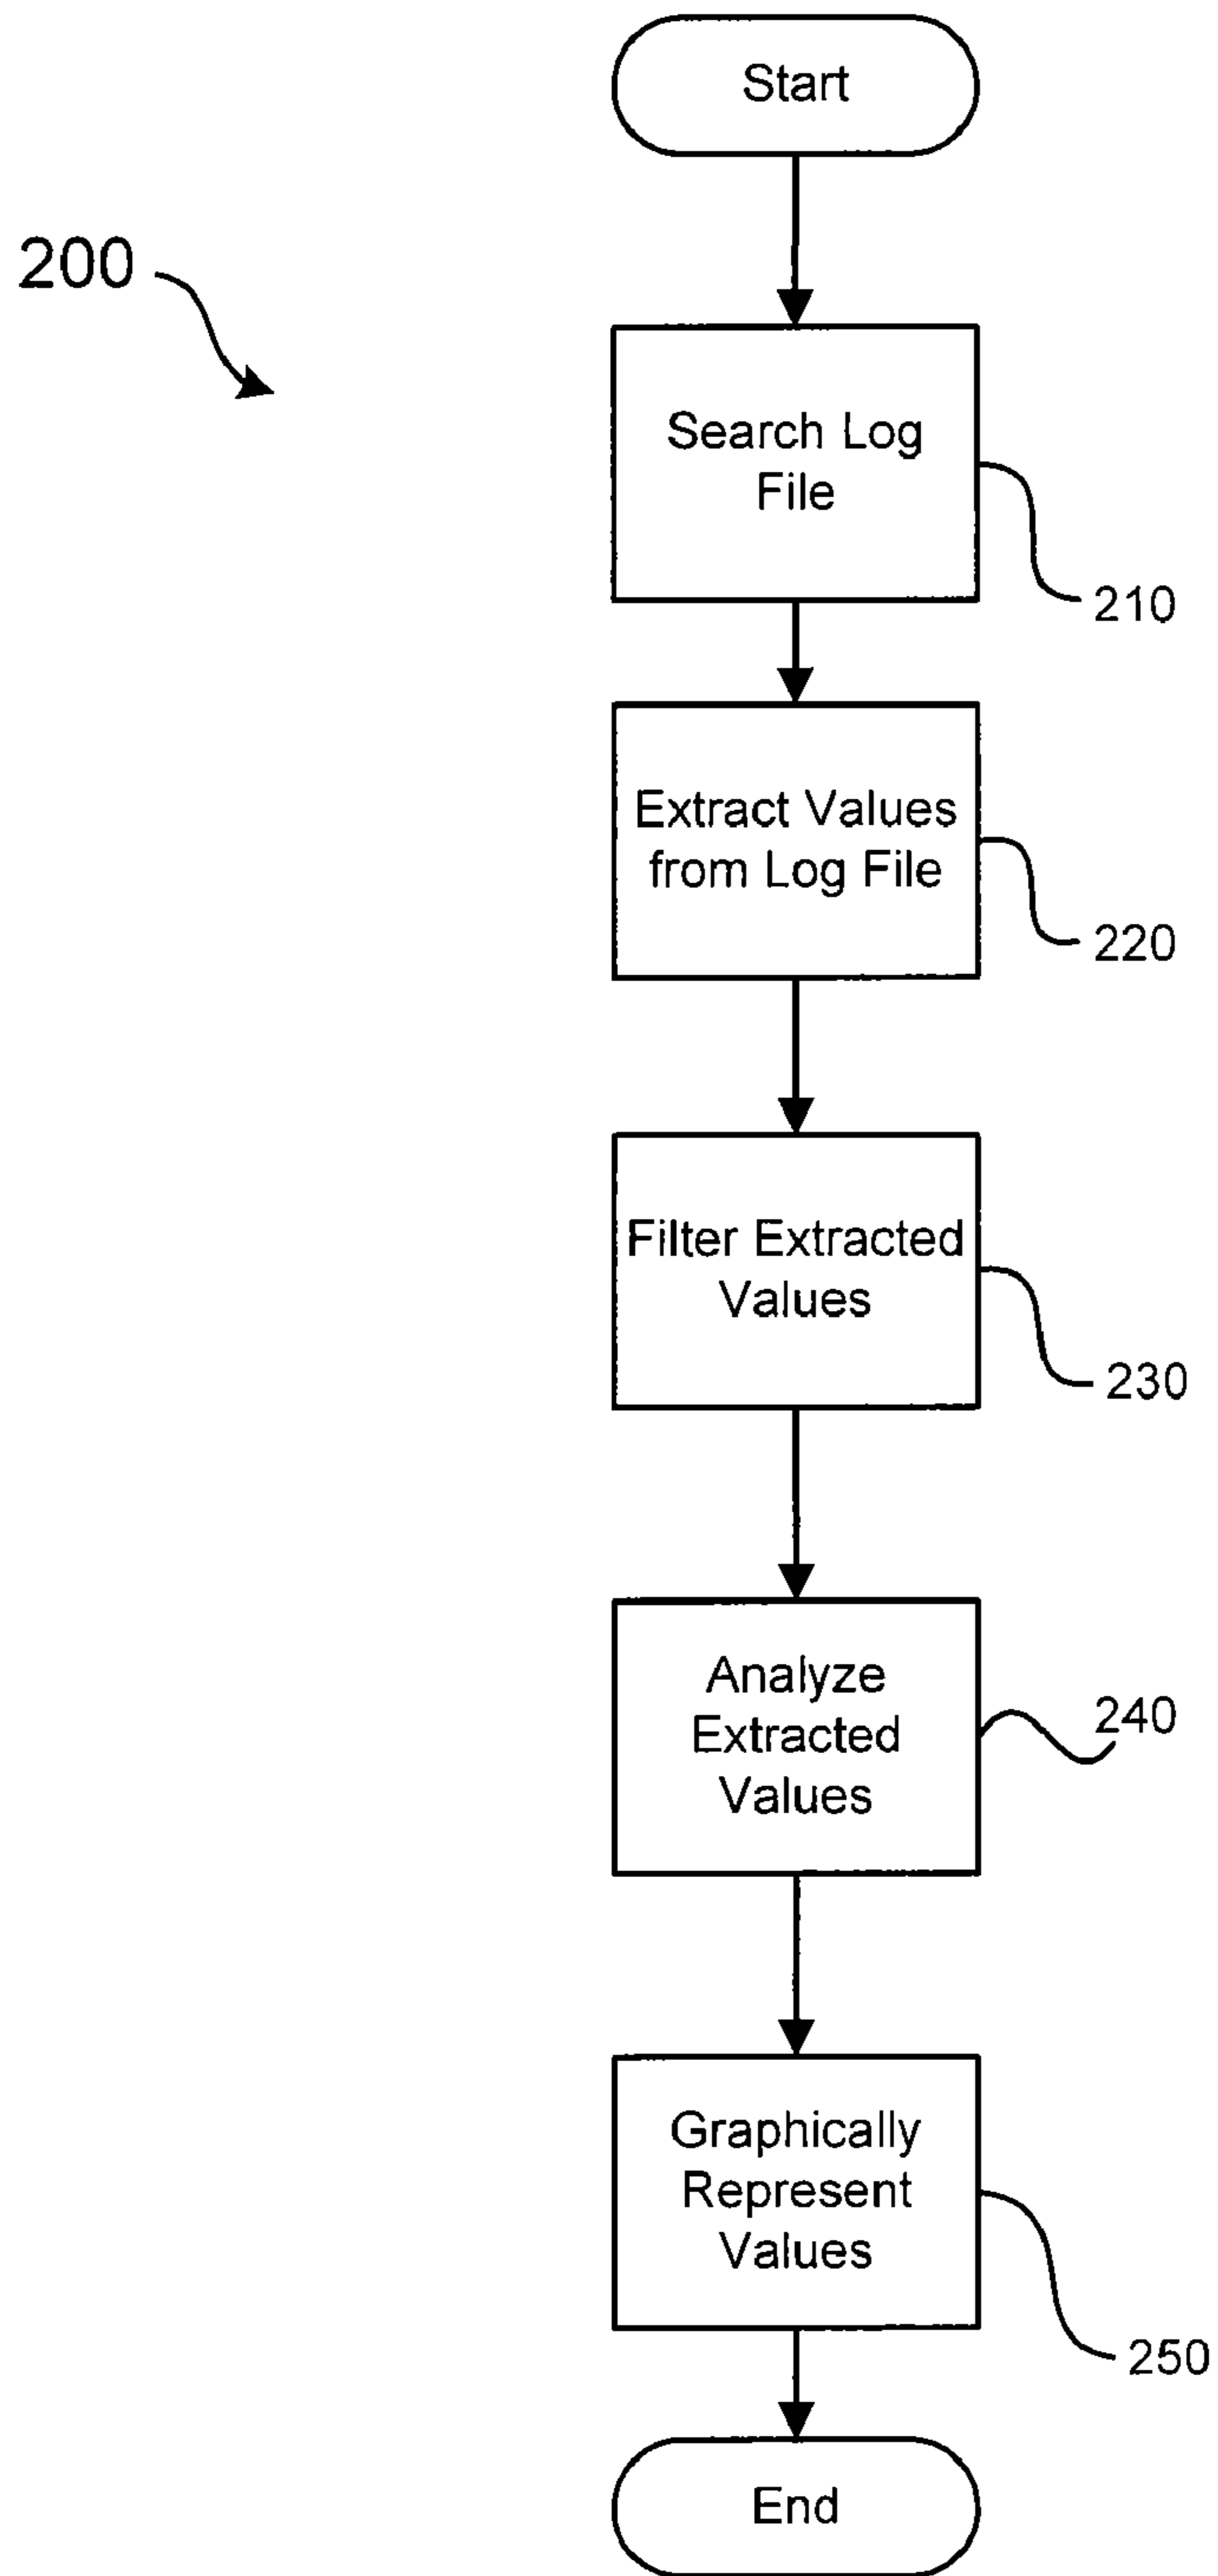 Start
200
Search Log
File
210
Extract Values
from Log File
220
Filter Extracted
Values
230
Analyze
Extracted
Values
240
Graphically
Represent
Values
250
End